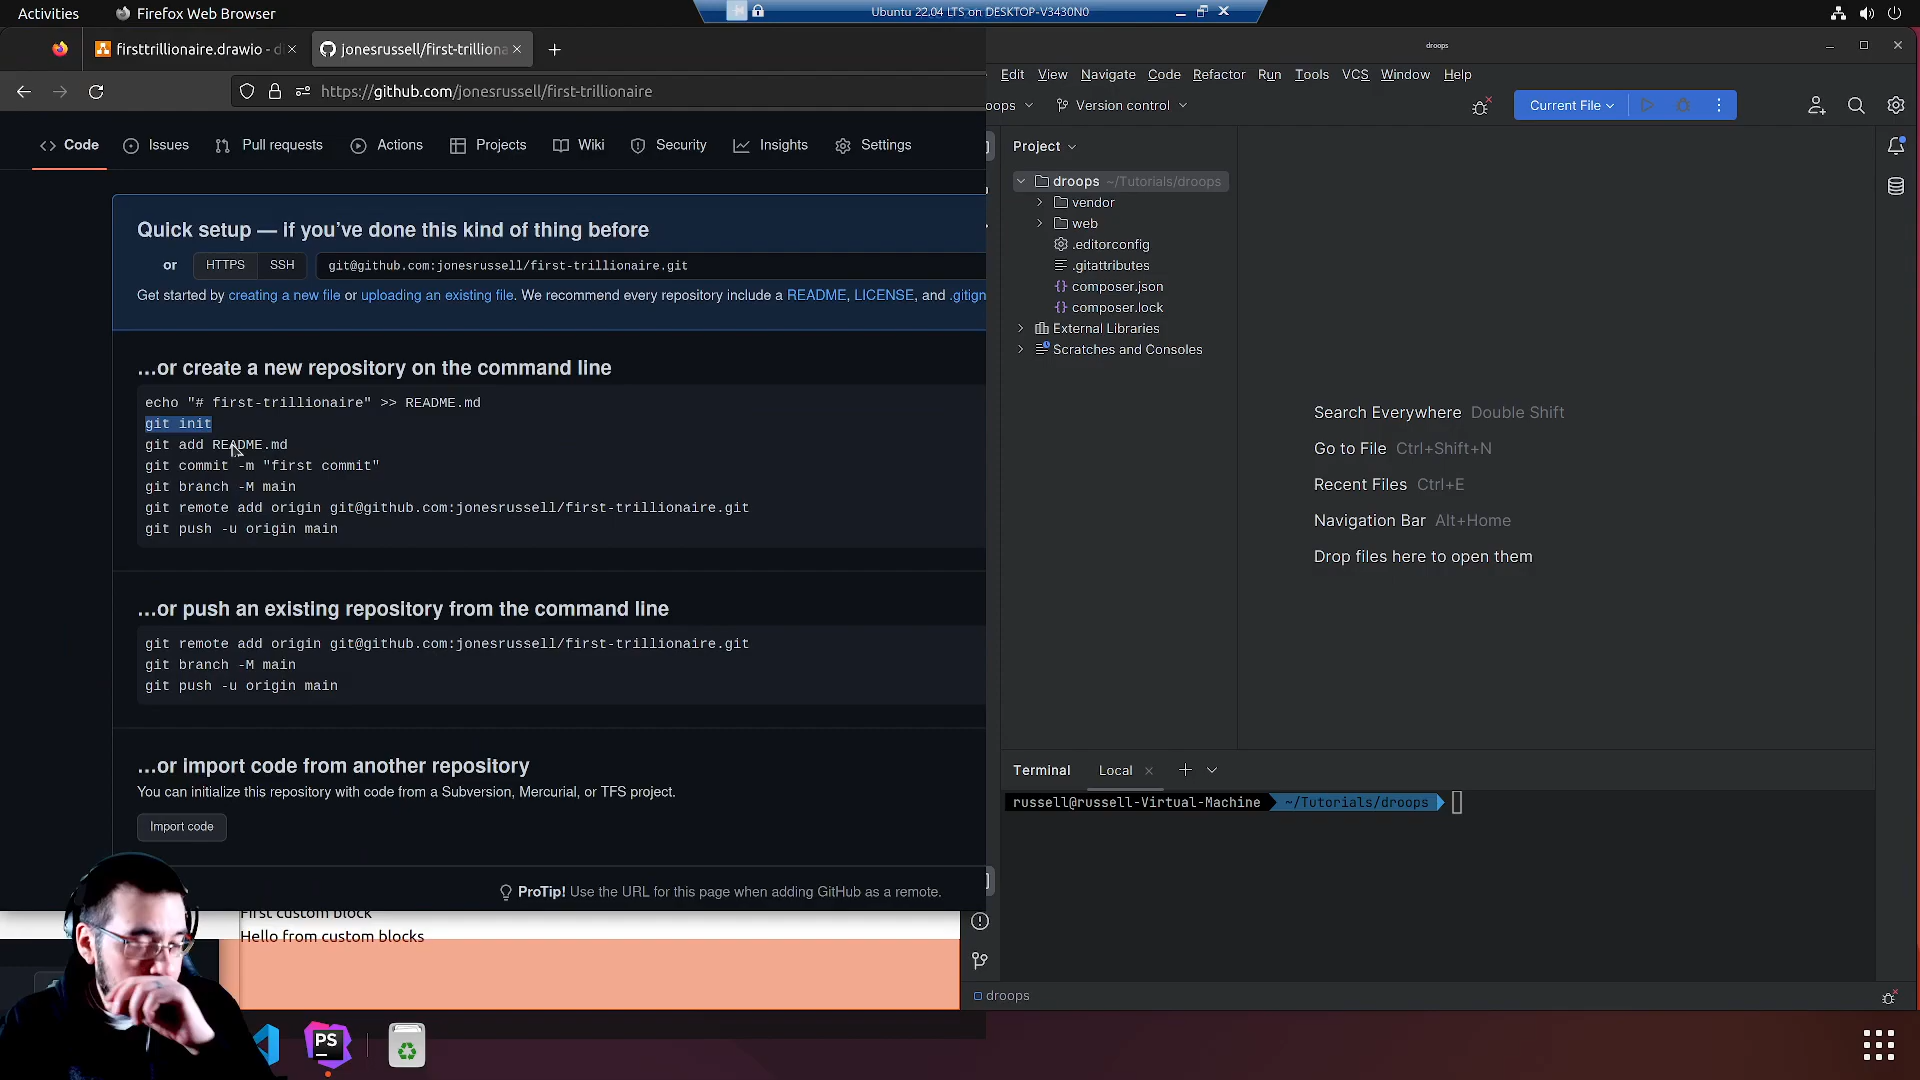 Activities
Firefox Web Browser
Ubuntu 22.04 LTS on DESKTOP-V3430N0
firsttrillionaire.drawio - d
jonesrussell/first-trilliona
droops
https://github.com/jonesrussell/first-trillionaire
Edit View Navigate Code Refactor Run Tools VCS Window Help
oops
Version control
Current File
Code
Issues
Pull requests
Actions
Projects
Wiki
Security
Insights
Settings
Project
droops ~/Tutorials/droops
vendor
web
.editorconfig
.gitattributes
composer.json
composer.lock
External Libraries
Scratches and Consoles
Quick setup — if you've done this kind of thing before
or HTTPS SSH git@github.com:jonesrussell/first-trillionaire.git
Get started by creating a new file or uploading an existing file. We recommend every repository include a README, LICENSE, and .gitign
…or create a new repository on the command line
echo "# first-trillionaire" >> README.md
git init
git add README.md
git commit -m "first commit"
git branch -M main
git remote add origin git@github.com:jonesrussell/first-trillionaire.git
git push -u origin main
…or push an existing repository from the command line
git remote add origin git@github.com:jonesrussell/first-trillionaire.git
git branch -M main
git push -u origin main
…or import code from another repository
You can initialize this repository with code from a Subversion, Mercurial, or TFS project.
Import code
ProTip! Use the URL for this page when adding GitHub as a remote.
Search Everywhere Double Shift
Go to File Ctrl+Shift+N
Recent Files Ctrl+E
Navigation Bar Alt+Home
Drop files here to open them
Terminal Local
russell@russell-Virtual-Machine ~/Tutorials/droops
First custom block
Hello from custom blocks
droops
PS